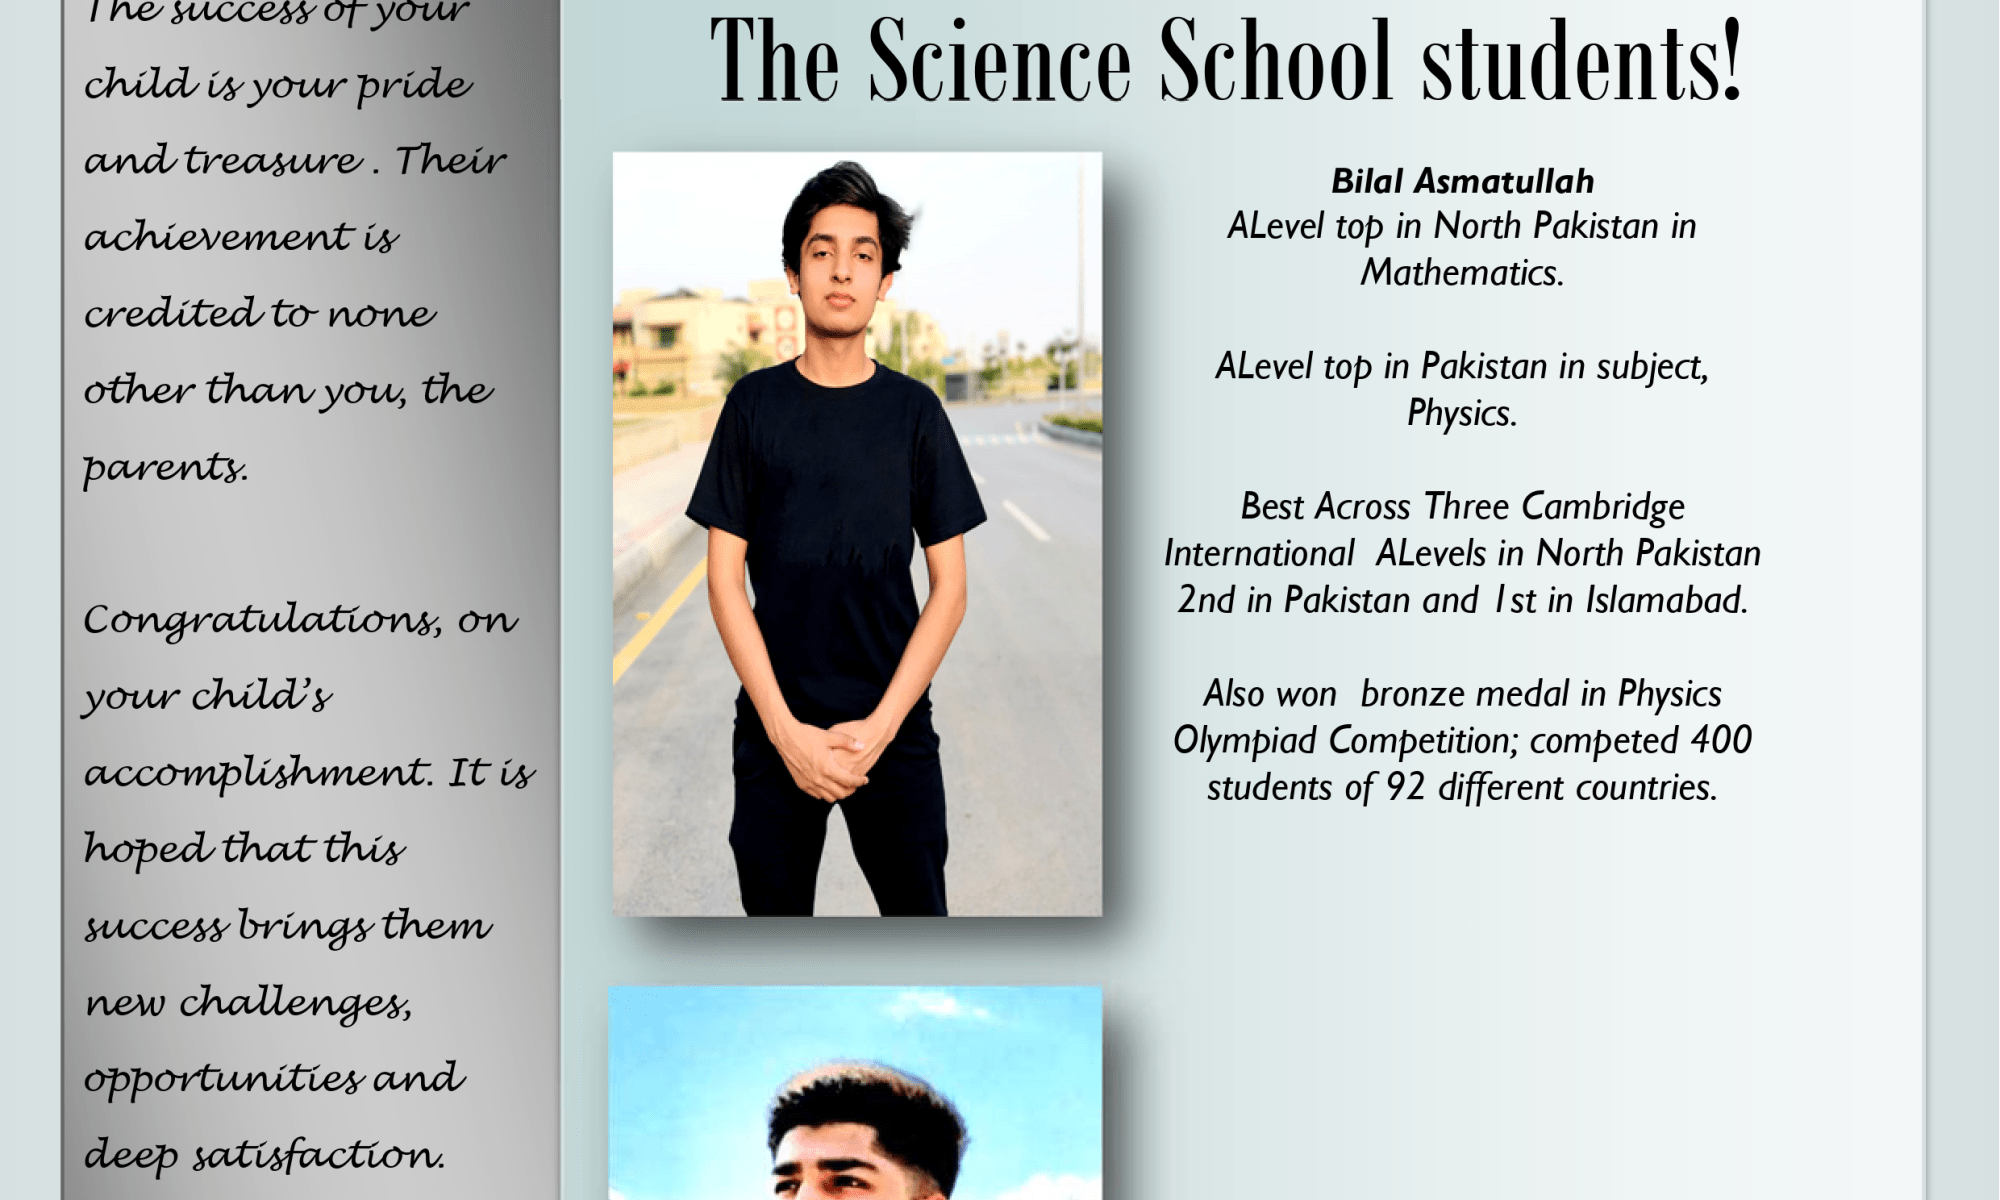 The success of your
child is your pride
and treasure . Their
achievement is
credited to none
other than you, the
parents.
Congratulations, on
your child’s
accomplishment. It is
hoped that this
success brings them
new challenges,
opportunities and
deep satisfaction.
The Science School students!
Bilal Asmatullah
ALevel top in North Pakistan in
Mathematics.
ALevel top in Pakistan in subject,
Physics.
Best Across Three Cambridge
International  ALevels in North Pakistan
2nd in Pakistan and 1st in Islamabad.
Also won  bronze medal in Physics
Olympiad Competition; competed 400
students of 92 different countries.